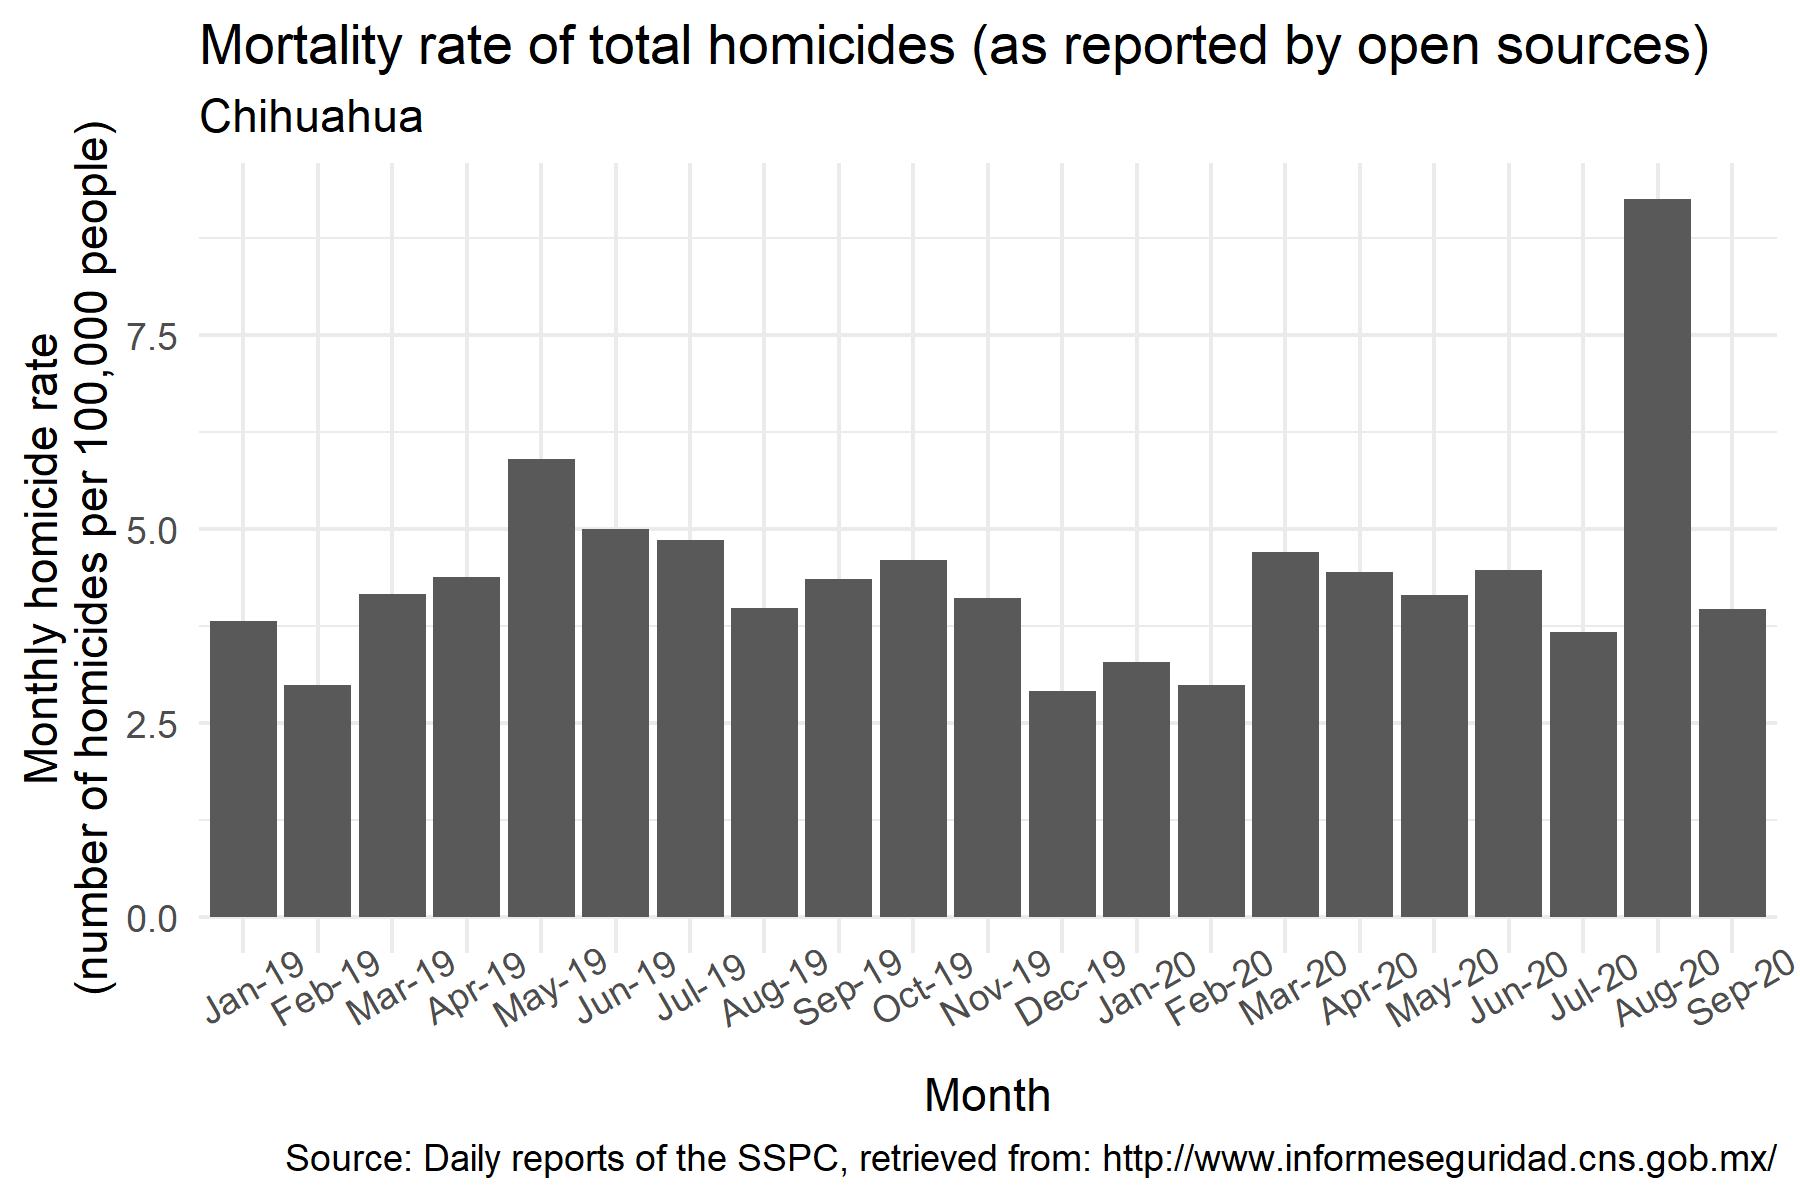 Mortality rate of total homicides (as reported by open sources)
Chihuahua
Monthly homicide rate
(number of homicides per 100,000 people)
7.5
5.0
2.5
0.0
Jan-19
Feb-19
Mar-19
Apr-19
May-19
Jun-19
Jul-19
Aug-19
Sep-19
Oct-19
Nov-19
Dec-19
Jan-20
Feb-20
Mar-20
Apr-20
May-20
Jun-20
Jul-20
Aug-20
Sep-20
Month
Source: Daily reports of the SSPC, retrieved from: http://www.informeseguridad.cns.gob.mx/